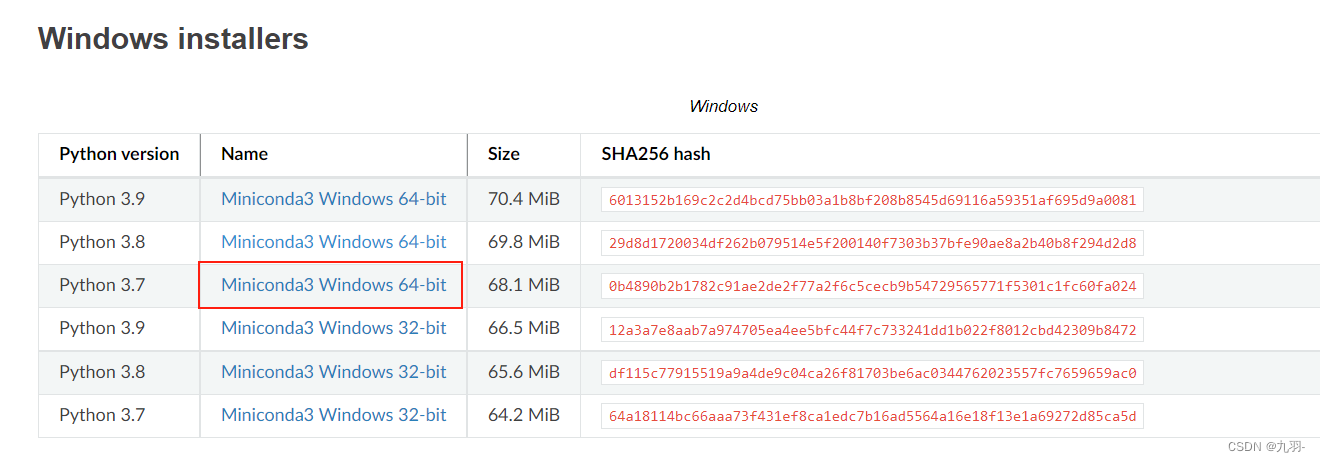 Windows installers
Windows
Python version Name Size SHA256 hash
Python 3.9 Miniconda3 Windows 64-bit 70.4 MiB 6013152b169c2c2d4bcd75bb03a1b8bf208b8545d69116a59351af695d9a0081
Python 3.8 Miniconda3 Windows 64-bit 69.8 MiB 29d8d1720034df262b079514e5f200140f7303b37bfe90ae8a2b40b8f294d2d8
Python 3.7 Miniconda3 Windows 64-bit 68.1 MiB 0b4890b2b1782c91ae2de2f77a2f6c5cecb9b54729565771f5301c1fc60fa024
Python 3.9 Miniconda3 Windows 32-bit 66.5 MiB 12a3a7e8aab7a974705ea4ee5bfc44f7c733241dd1b022f8012cbd42309b8472
Python 3.8 Miniconda3 Windows 32-bit 65.6 MiB df115c77915519a9a4de9c04ca26f81703be6ac0344762023557fc7659659ac0
Python 3.7 Miniconda3 Windows 32-bit 64.2 MiB 64a18114bc66aaa73f431ef8ca1edc7b16ad5564a16e18f13e1a69272d85ca5d
CSDN @九羽-